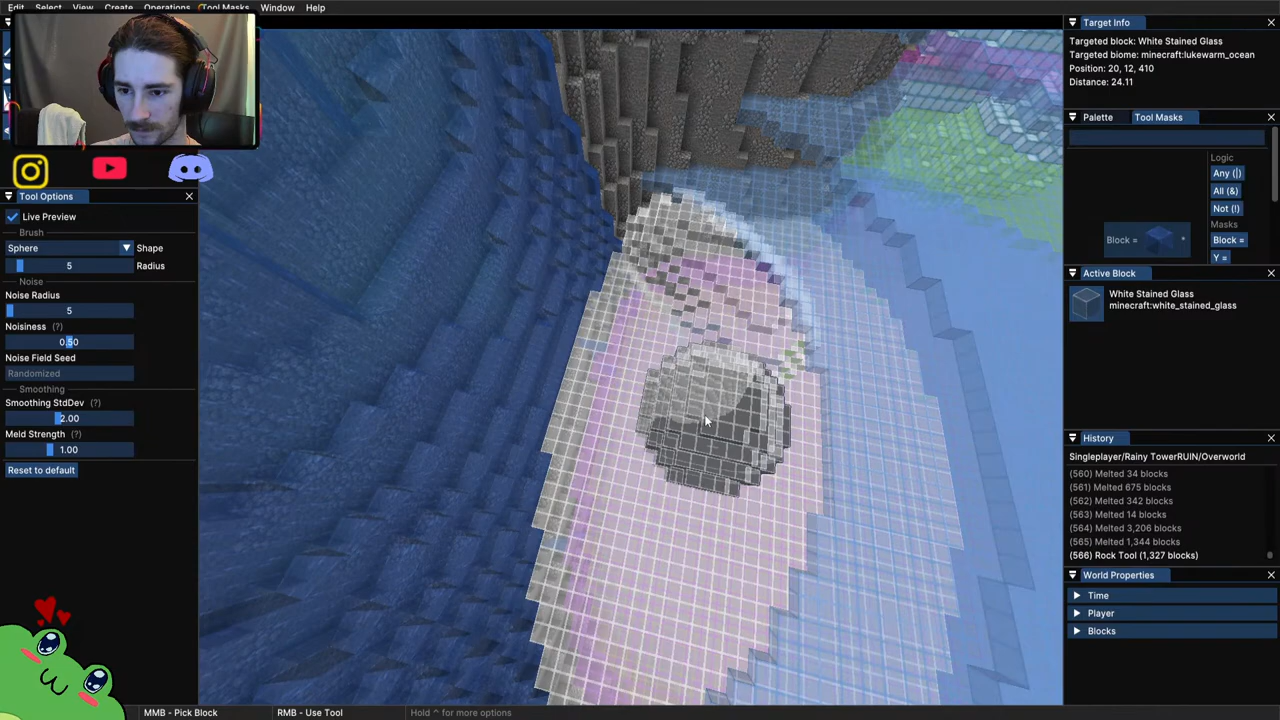 Edit Select View Create Operations Tool Masks Window Help
Target Info
Targeted block: White Stained Glass
Targeted biome: minecraft:lukewarm_ocean
Position: 20, 12, 410
Distance: 24.11
Palette Tool Masks
Logic
Any (|)
All (&)
Not (!)
Masks
Block = *
Block =
Y =
Active Block
White Stained Glass
minecraft:white_stained_glass
History
Singleplayer/Rainy TowerRUIN/Overworld
(560) Melted 34 blocks
(561) Melted 675 blocks
(562) Melted 342 blocks
(563) Melted 14 blocks
(564) Melted 3,206 blocks
(565) Melted 1,344 blocks
(566) Rock Tool (1,327 blocks)
World Properties
Time
Player
Blocks
Tool Options
Live Preview
Brush
Sphere Shape
5 Radius
Noise
Noise Radius
5
Noisiness (?)
0.50
Noise Field Seed
Randomized
Smoothing
Smoothing StdDev (?)
2.00
Meld Strength (?)
1.00
Reset to default
MMB - Pick Block RMB - Use Tool Hold ^ for more options